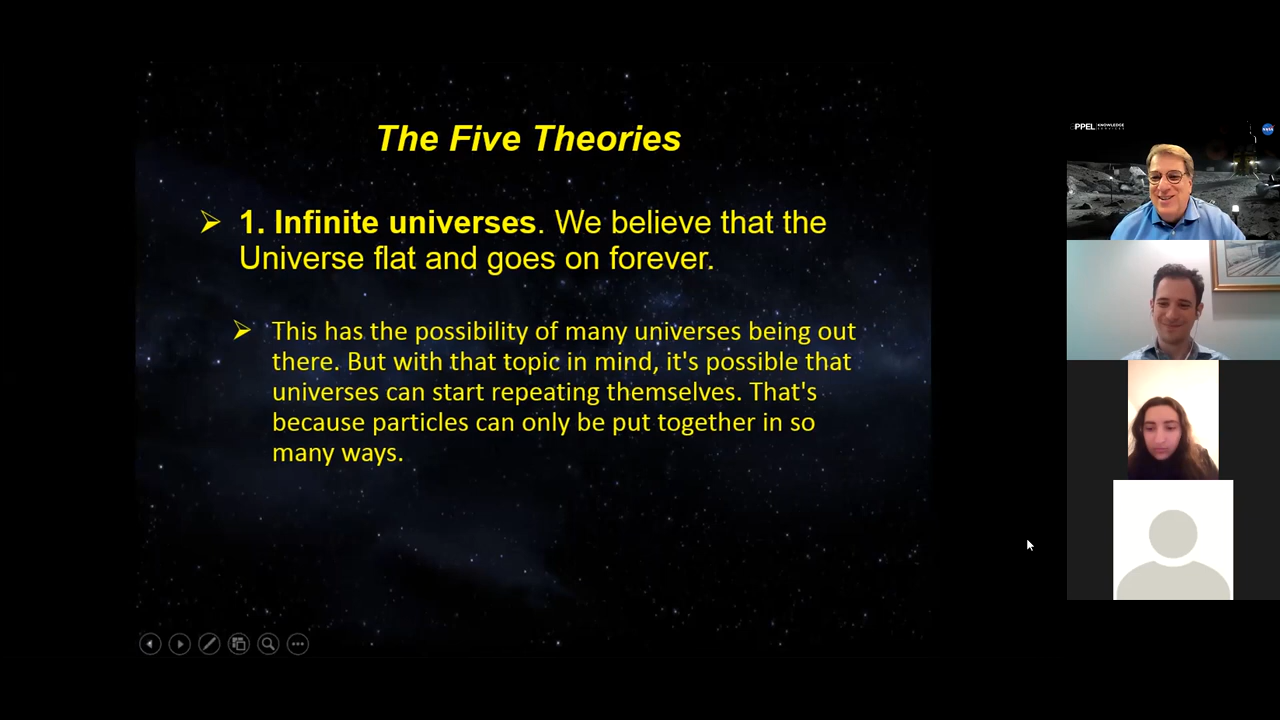 The Five Theories
1. Infinite universes. We believe that the
Universe flat and goes on forever.
This has the possibility of many universes being out
there. But with that topic in mind, it's possible that
universes can start repeating themselves. That's
because particles can only be put together in so
many ways.
PPEL KNOWLEDGE
SERVICES
NASA